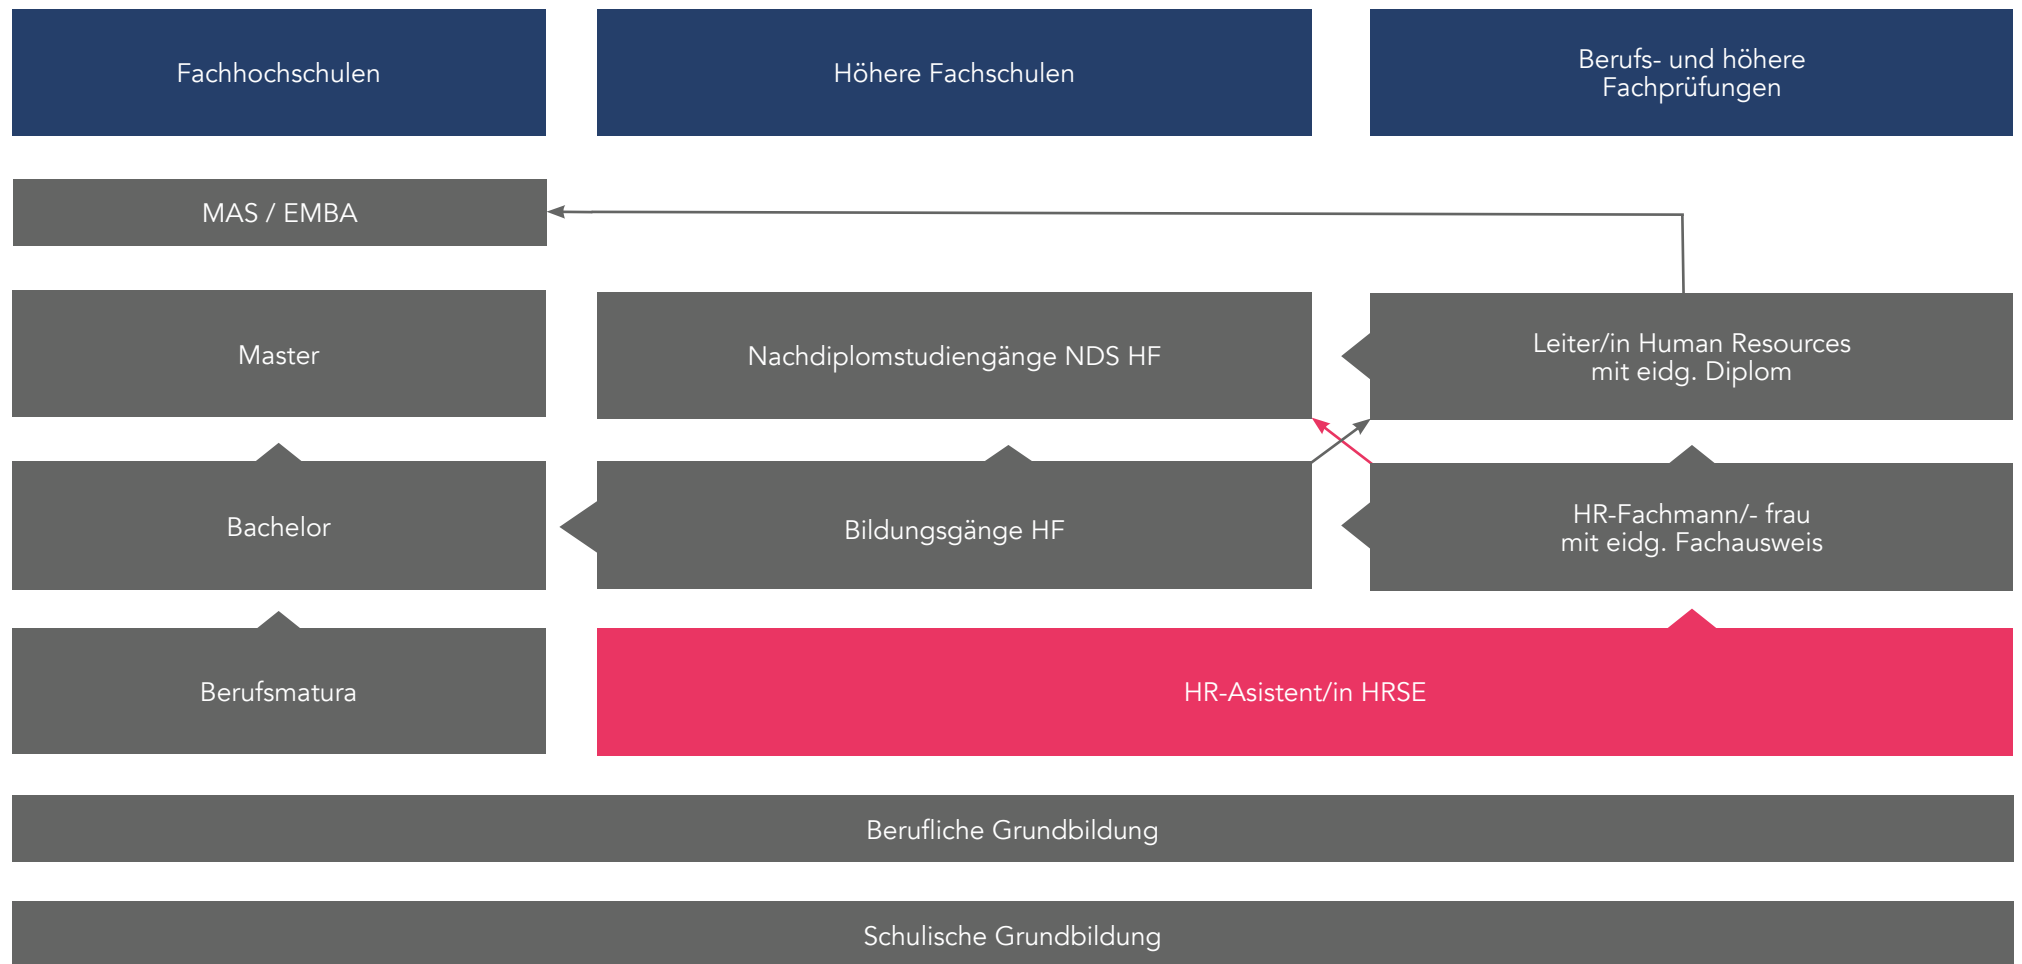 Fachhochschulen
Höhere Fachschulen
Berufs- und höhere
Fachprüfungen
MAS / EMBA
Master
Nachdiplomstudiengänge NDS HF
Leiter/in Human Resources
mit eidg. Diplom
Bachelor
Bildungsgänge HF
HR-Fachmann/- frau
mit eidg. Fachausweis
Berufsmatura
HR-Asistent/in HRSE
Berufliche Grundbildung
Schulische Grundbildung